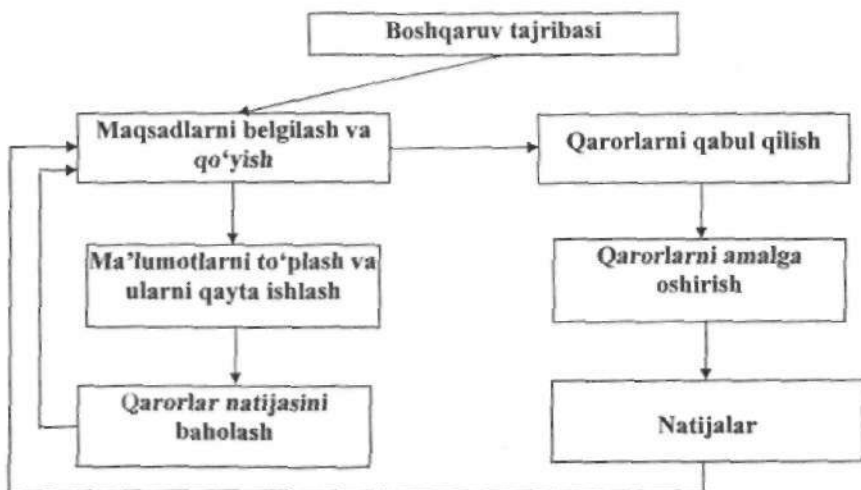 Boshqaruv tajribasi
Maqsadlarni belgilash va
qo‘yish
Qarorlarni qabul qilish
Ma’lumotlarni to‘plash va
ularni qayta ishlash
Qarorlarni amalga
oshirish
Qarorlar natijasini
baholash
Natijalar